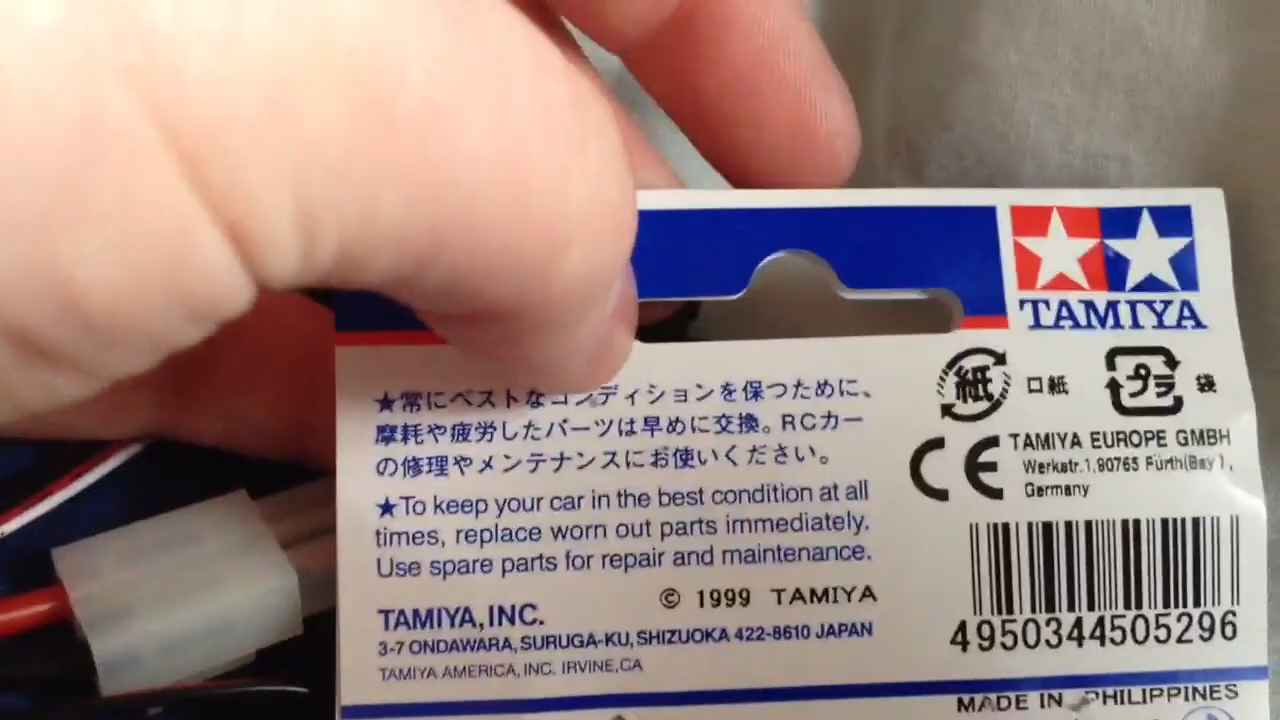 TAMIYA
紙 口紙 プラ 袋
★常にベストなコンディションを保つために、
摩耗や疲労したパーツは早めに交換。RCカー
の修理やメンテナンスにお使いください。
★To keep your car in the best condition at all
times, replace worn out parts immediately.
Use spare parts for repair and maintenance.
© 1999 TAMIYA
TAMIYA, INC.
3-7 ONDAWARA, SURUGA-KU, SHIZUOKA 422-8610 JAPAN
TAMIYA AMERICA, INC. IRVINE, CA
CE TAMIYA EUROPE GMBH
Werkstr.1,90765 Fürth(Bay),
Germany
4950344505296
MADE IN PHILIPPINES